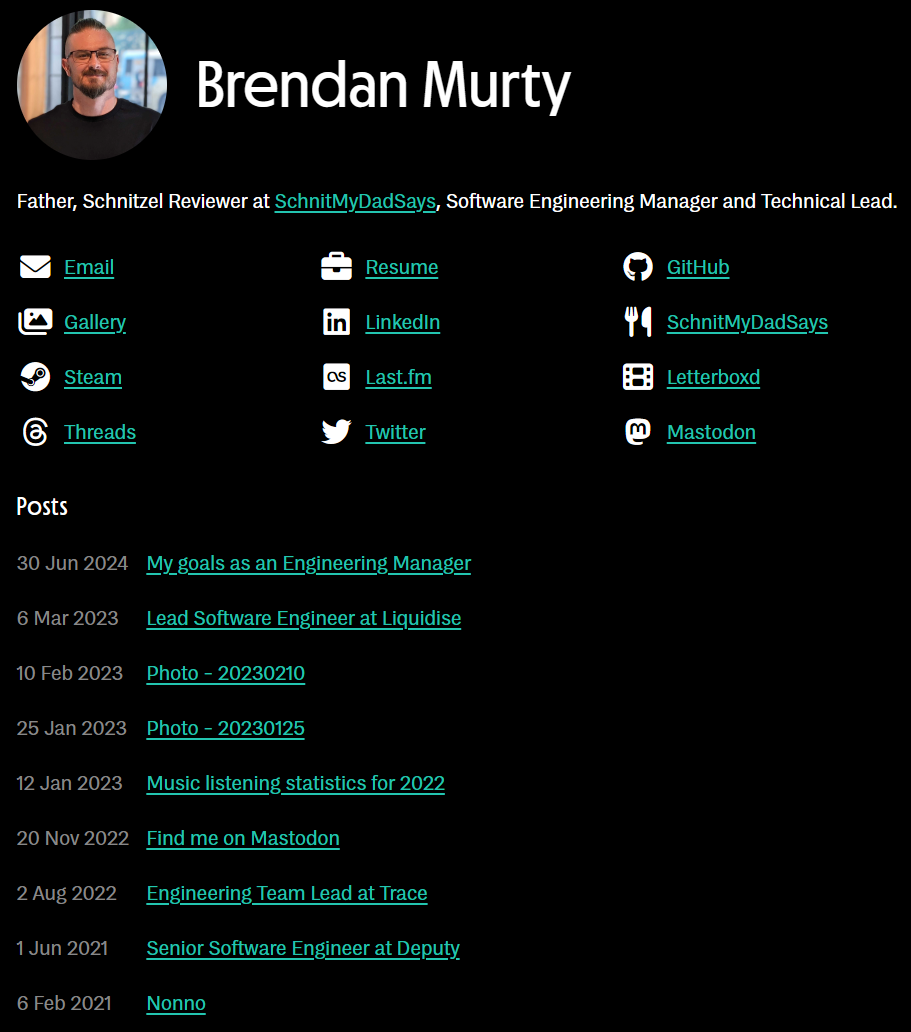 Brendan Murty
Father, Schnitzel Reviewer at SchnitMyDadSays, Software Engineering Manager and Technical Lead.
Email Resume GitHub
Gallery LinkedIn SchnitMyDadSays
Steam Last.fm Letterboxd
Threads Twitter Mastodon
Posts
30 Jun 2024 My goals as an Engineering Manager
6 Mar 2023 Lead Software Engineer at Liquidise
10 Feb 2023 Photo - 20230210
25 Jan 2023 Photo - 20230125
12 Jan 2023 Music listening statistics for 2022
20 Nov 2022 Find me on Mastodon
2 Aug 2022 Engineering Team Lead at Trace
1 Jun 2021 Senior Software Engineer at Deputy
6 Feb 2021 Nonno